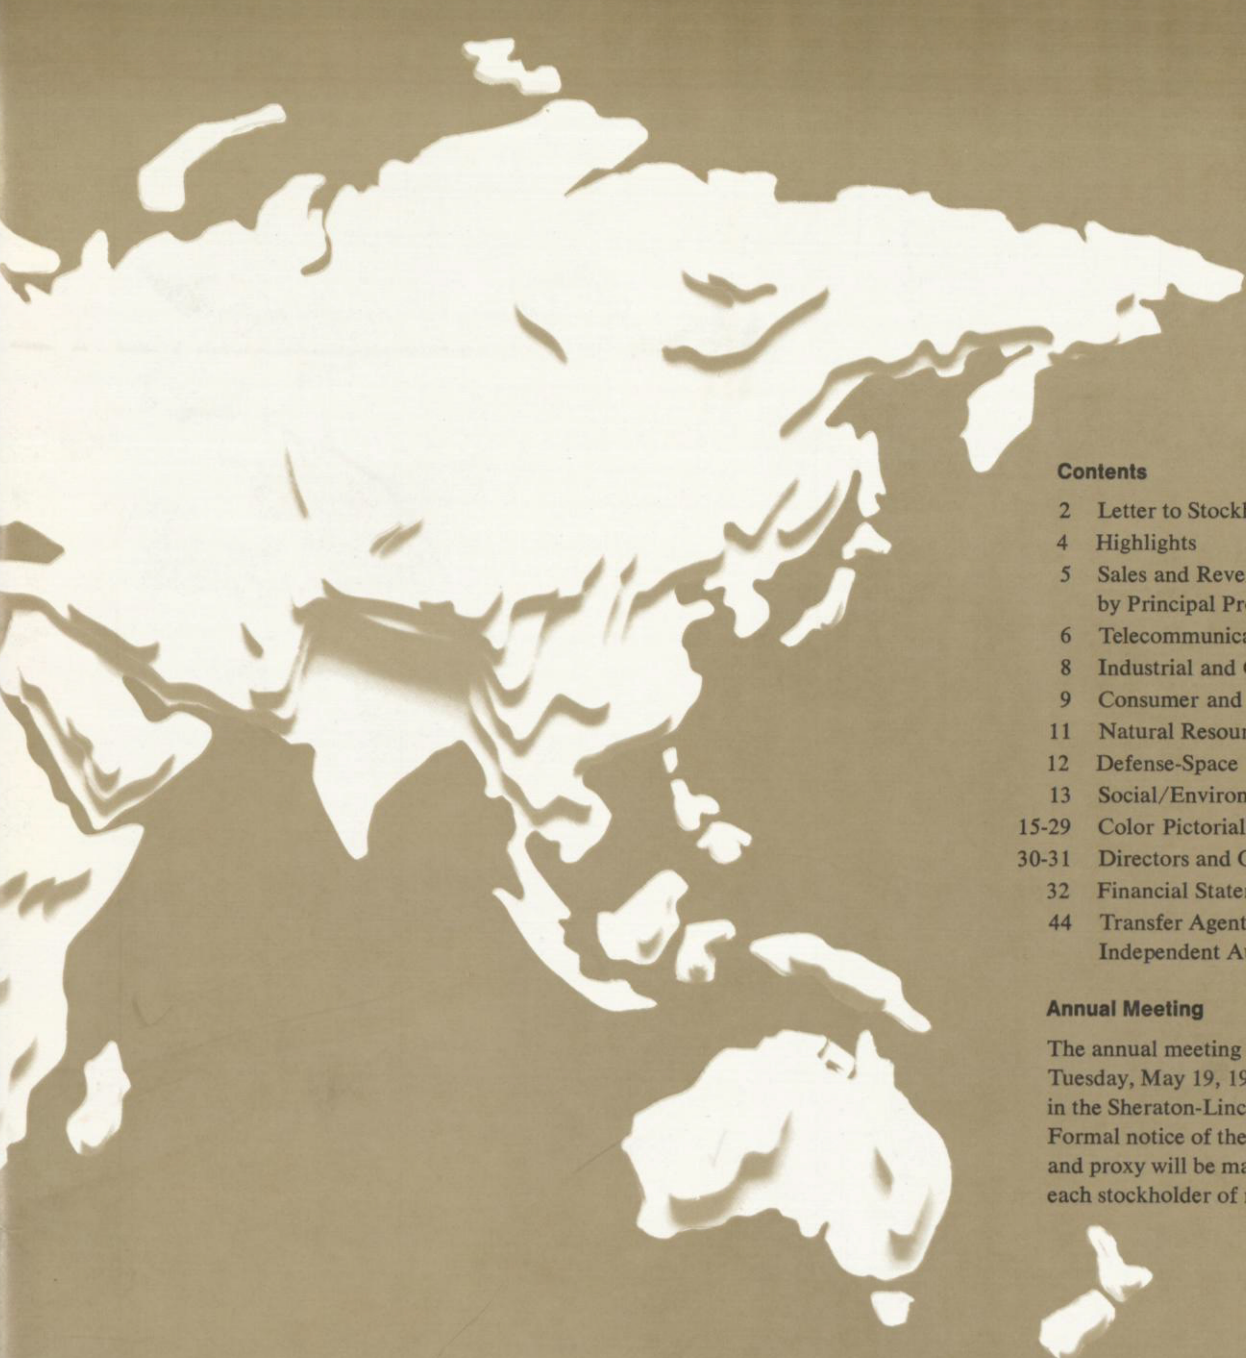 Contents
2 Letter to Stockh
4 Highlights
5 Sales and Reve
by Principal Pr
6 Telecommunica
8 Industrial and
9 Consumer and
11 Natural Resour
12 Defense-Space
13 Social/Environ
15-29 Color Pictorial
30-31 Directors and
32 Financial State
44 Transfer Agent
Independent A
Annual Meeting
The annual meeting
Tuesday, May 19, 19
in the Sheraton-Linc
Formal notice of the
and proxy will be ma
each stockholder of